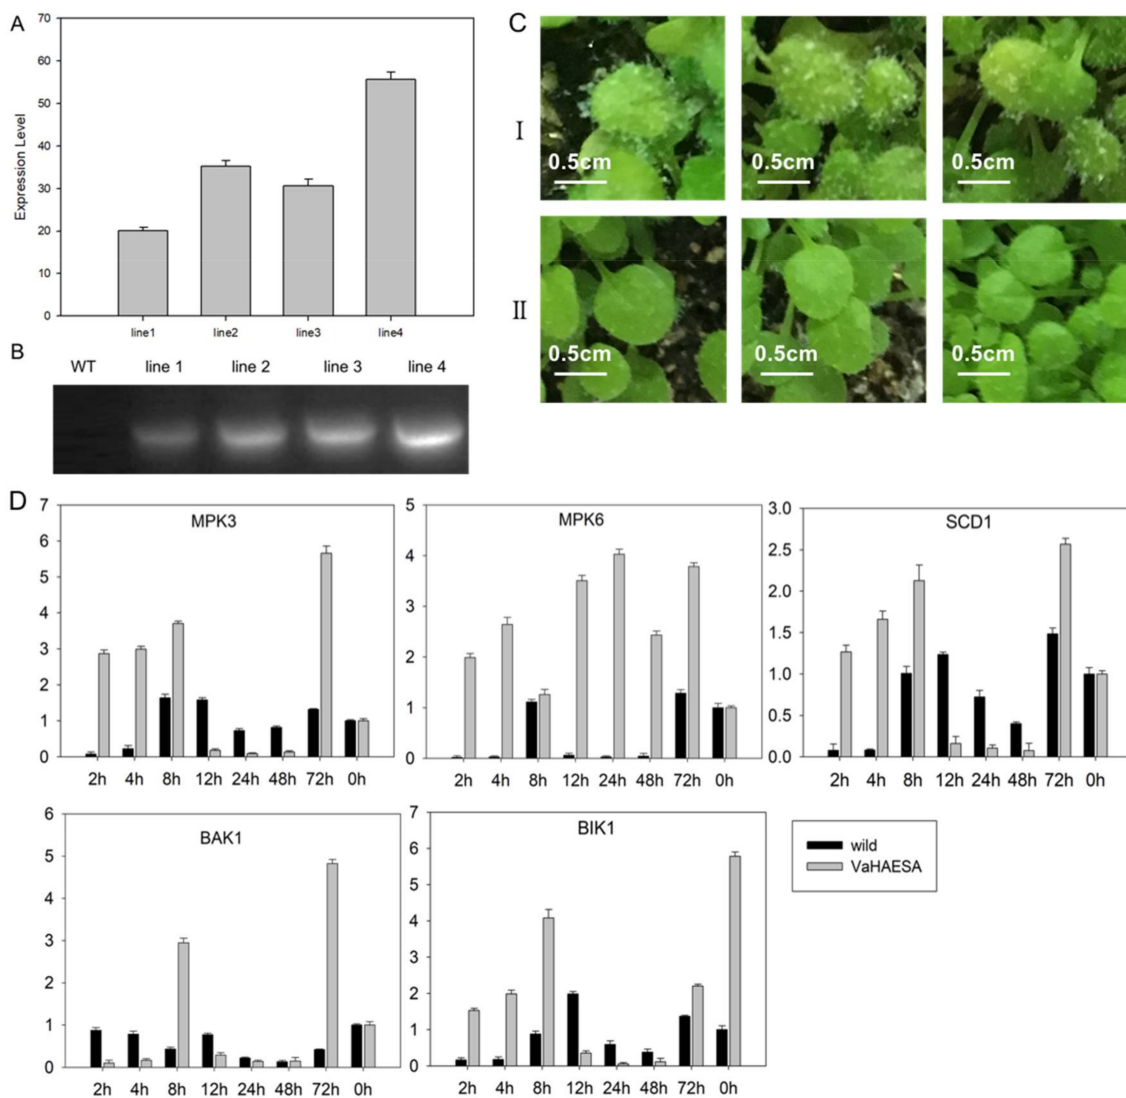 A
70
60
50
40
30
20
10
0
Expression Level
line1 line2 line3 line4
B
WT line 1 line 2 line 3 line 4
C
I
0.5cm 0.5cm 0.5cm
II
0.5cm 0.5cm 0.5cm
D
MPK3
7
6
5
4
3
2
1
0
2h 4h 8h 12h 24h 48h 72h 0h
MPK6
5
4
3
2
1
0
2h 4h 8h 12h 24h 48h 72h 0h
SCD1
3.0
2.5
2.0
1.5
1.0
0.5
0.0
2h 4h 8h 12h 24h 48h 72h 0h
BAK1
6
5
4
3
2
1
0
2h 4h 8h 12h 24h 48h 72h 0h
BIK1
7
6
5
4
3
2
1
0
2h 4h 8h 12h 24h 48h 72h 0h
wild
VaHAESA